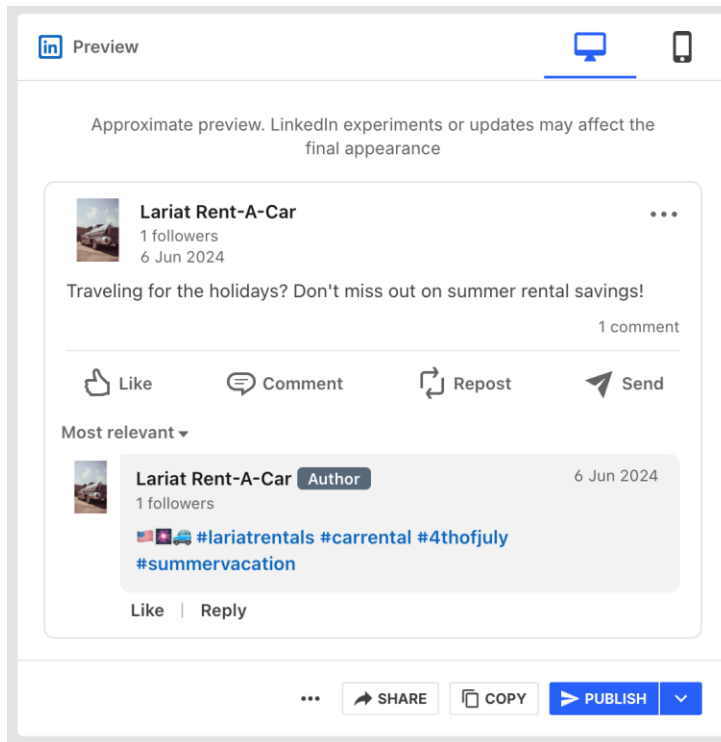 in Preview
Approximate preview. LinkedIn experiments or updates may affect the
final appearance
Lariat Rent-A-Car
1 followers
6 Jun 2024
Traveling for the holidays? Don't miss out on summer rental savings!
1 comment
Like Comment Repost Send
Most relevant
Lariat Rent-A-Car Author 6 Jun 2024
1 followers
🇺🇸🎆🚙 #lariatrentals #carrental #4thofjuly
#summervacation
Like | Reply
••• SHARE COPY PUBLISH